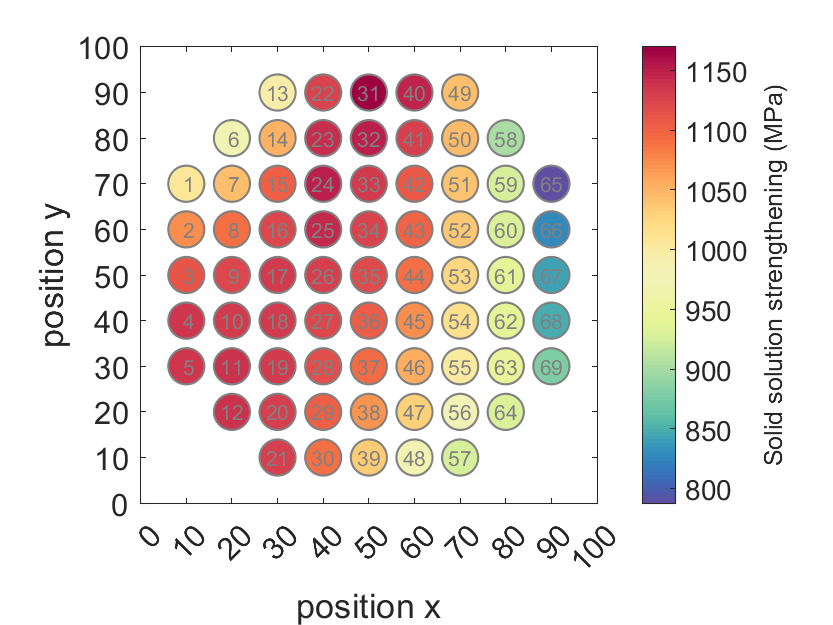 100
90
80
70
60
50
40
30
20
10
0
position y
13 22 31 40 49
6 14 23 32 41 50 58
1 7 15 24 33 42 51 59 65
2 8 16 25 34 43 52 60 66
3 9 17 26 35 44 53 61 67
4 10 18 27 36 45 54 62 68
5 11 19 28 37 46 55 63 69
12 20 29 38 47 56 64
21 30 39 48 57
0 10 20 30 40 50 60 70 80 90 100
position x
1150
1100
1050
1000
950
900
850
800
Solid solution strengthening (MPa)